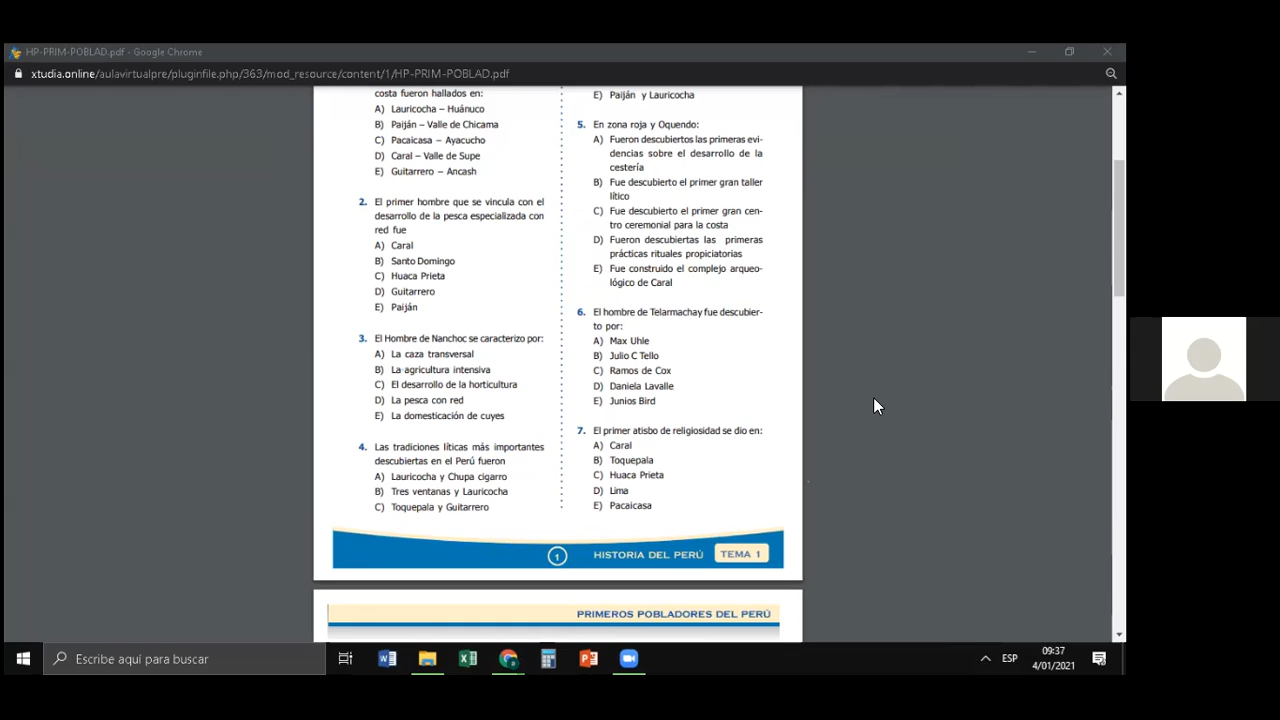 HP-PRIM-POBLAD.pdf - Google Chrome
xtudia.online/aulavirtualpre/pluginfile.php/363/mod_resource/content/1/HP-PRIM-POBLAD.pdf
costa fueron hallados en:
A) Lauricocha – Huánuco
B) Paiján – Valle de Chicama
C) Pacaicasa – Ayacucho
D) Caral – Valle de Supe
E) Guitarrero – Ancash
2. El primer hombre que se vincula con el
desarrollo de la pesca especializada con
red fue
A) Caral
B) Santo Domingo
C) Huaca Prieta
D) Guitarrero
E) Paiján
3. El Hombre de Nanchoc se caracterizo por:
A) La caza transversal
B) La agricultura intensiva
C) El desarrollo de la horticultura
D) La pesca con red
E) La domesticación de cuyes
4. Las tradiciones líticas más importantes
descubiertas en el Perú fueron
A) Lauricocha y Chupa cigarro
B) Tres ventanas y Lauricocha
C) Toquepala y Guitarrero
E) Paiján y Lauricocha
5. En zona roja y Oquendo:
A) Fueron descubiertos las primeras evi-
dencias sobre el desarrollo de la
cestería
B) Fue descubierto el primer gran taller
lítico
C) Fue descubierto el primer gran cen-
tro ceremonial para la costa
D) Fueron descubiertas las primeras
prácticas rituales propiciatorias
E) Fue construido el complejo arqueo-
lógico de Caral
6. El hombre de Telarmachay fue descubier-
to por:
A) Max Uhle
B) Julio C Tello
C) Ramos de Cox
D) Daniela Lavalle
E) Junios Bird
7. El primer atisbo de religiosidad se dio en:
A) Caral
B) Toquepala
C) Huaca Prieta
D) Lima
E) Pacaicasa
1 HISTORIA DEL PERÚ TEMA 1
PRIMEROS POBLADORES DEL PERÚ
Escribe aquí para buscar
ESP
09:37
4/01/2021